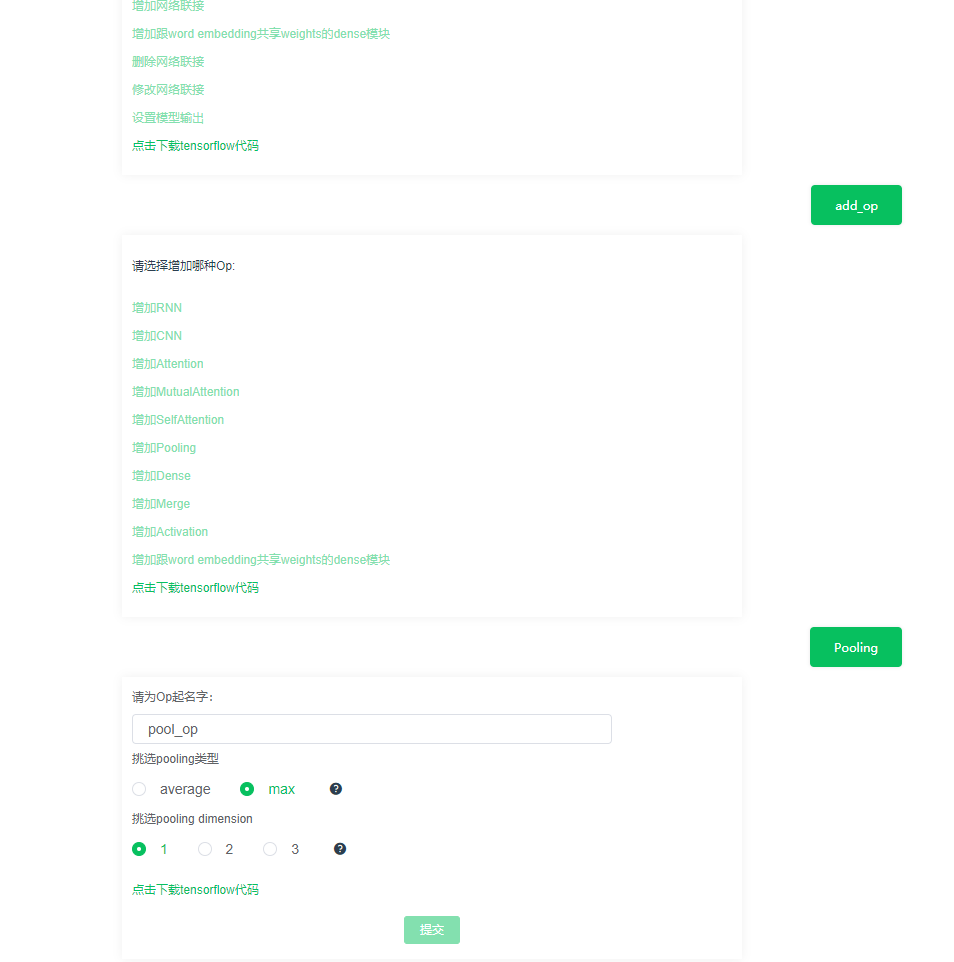 增加网络联接
增加跟word embedding共享weights的dense模块
删除网络联接
修改网络联接
设置模型输出
点击下载tensorflow代码
add_op
请选择增加哪种Op:
增加RNN
增加CNN
增加Attention
增加MutualAttention
增加SelfAttention
增加Pooling
增加Dense
增加Merge
增加Activation
增加跟word embedding共享weights的dense模块
点击下载tensorflow代码
Pooling
请为Op起名字：
pool_op
挑选pooling类型
average max ?
挑选pooling dimension
1 2 3 ?
点击下载tensorflow代码
提交